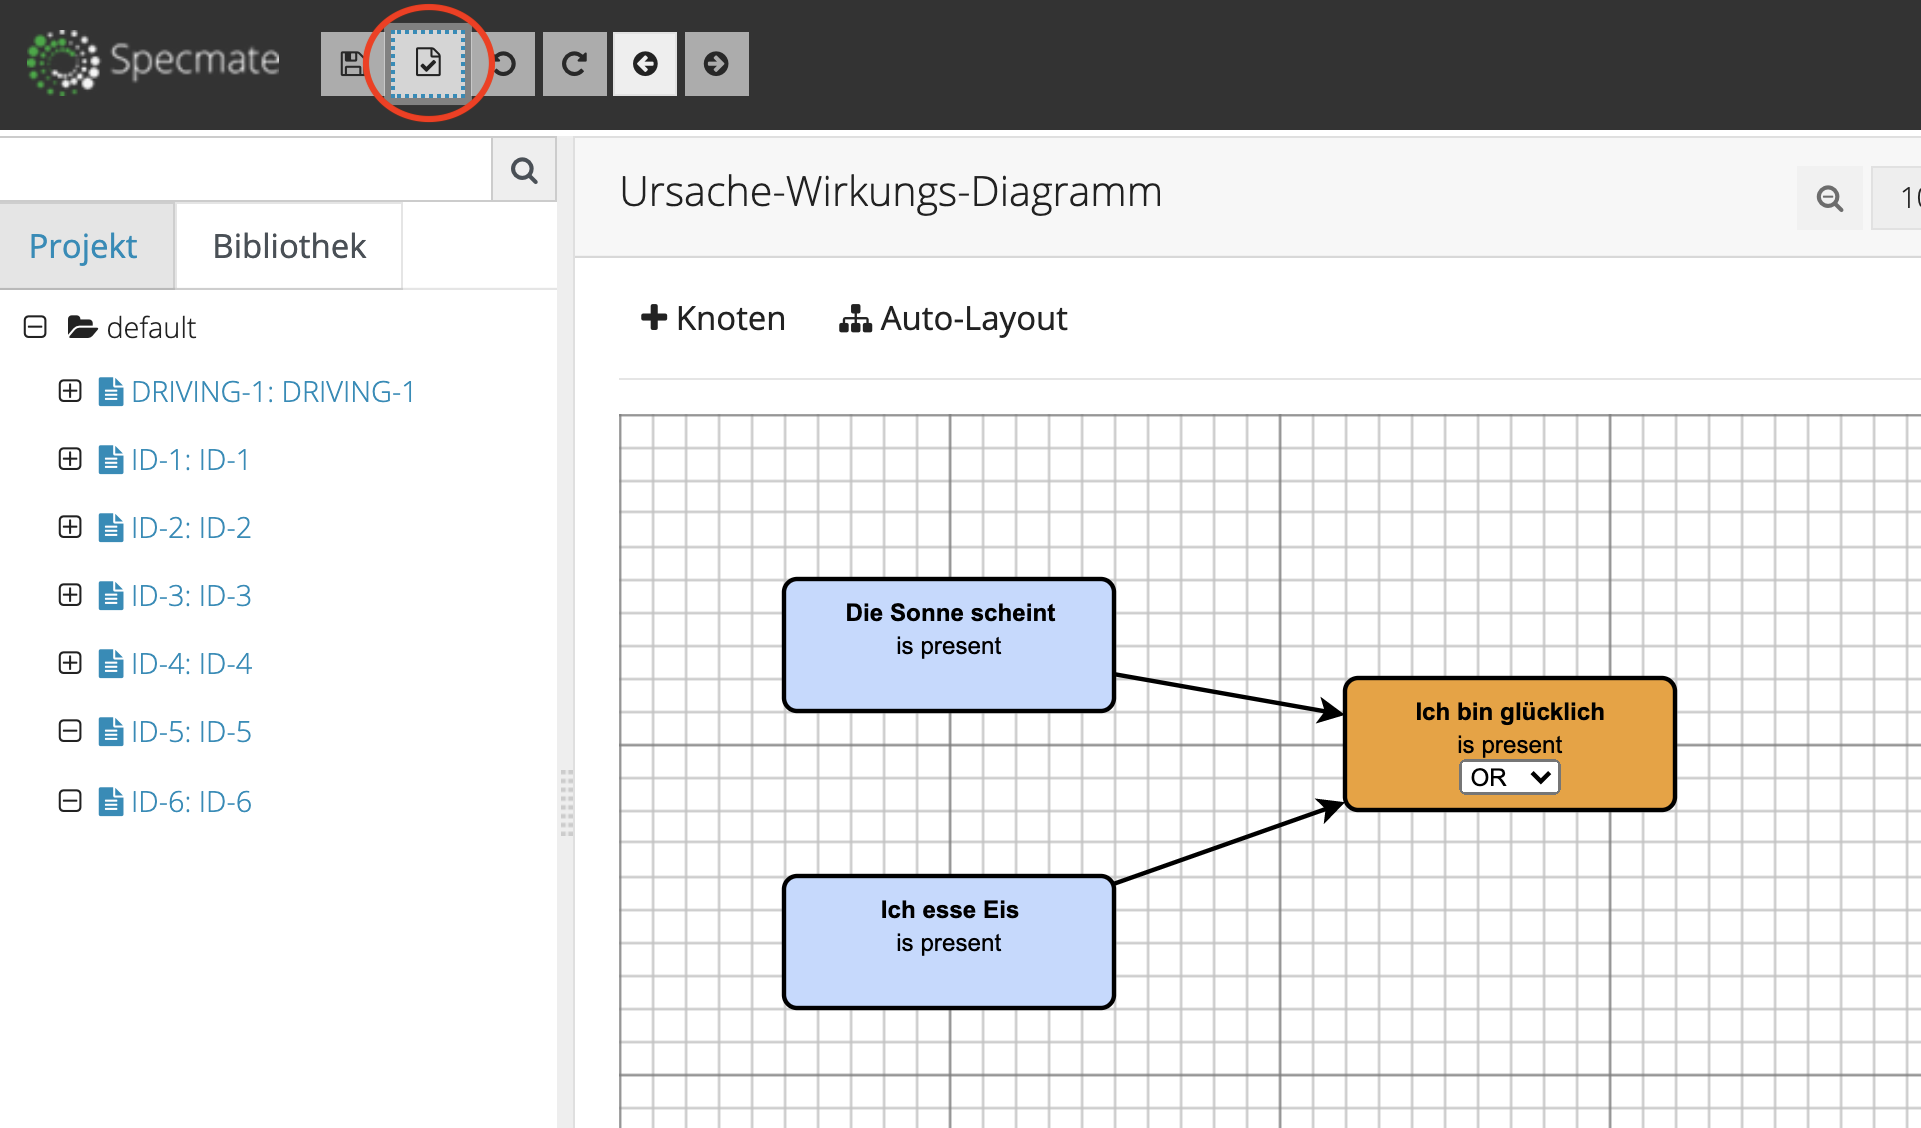 Specmate
Ursache-Wirkungs-Diagramm
10
Projekt
Bibliothek
Knoten
Auto-Layout
default
DRIVING-1: DRIVING-1
ID-1: ID-1
ID-2: ID-2
ID-3: ID-3
ID-4: ID-4
ID-5: ID-5
ID-6: ID-6
Die Sonne scheint
is present
Ich bin glücklich
is present
OR
Ich esse Eis
is present